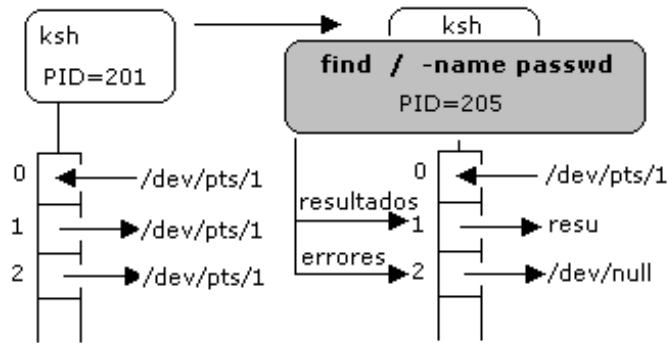 ksh
PID=201
ksh
find / -name passwd
PID=205
0
/dev/pts/1
1
/dev/pts/1
2
/dev/pts/1
resultados
errores
0
/dev/pts/1
1
resu
2
/dev/null